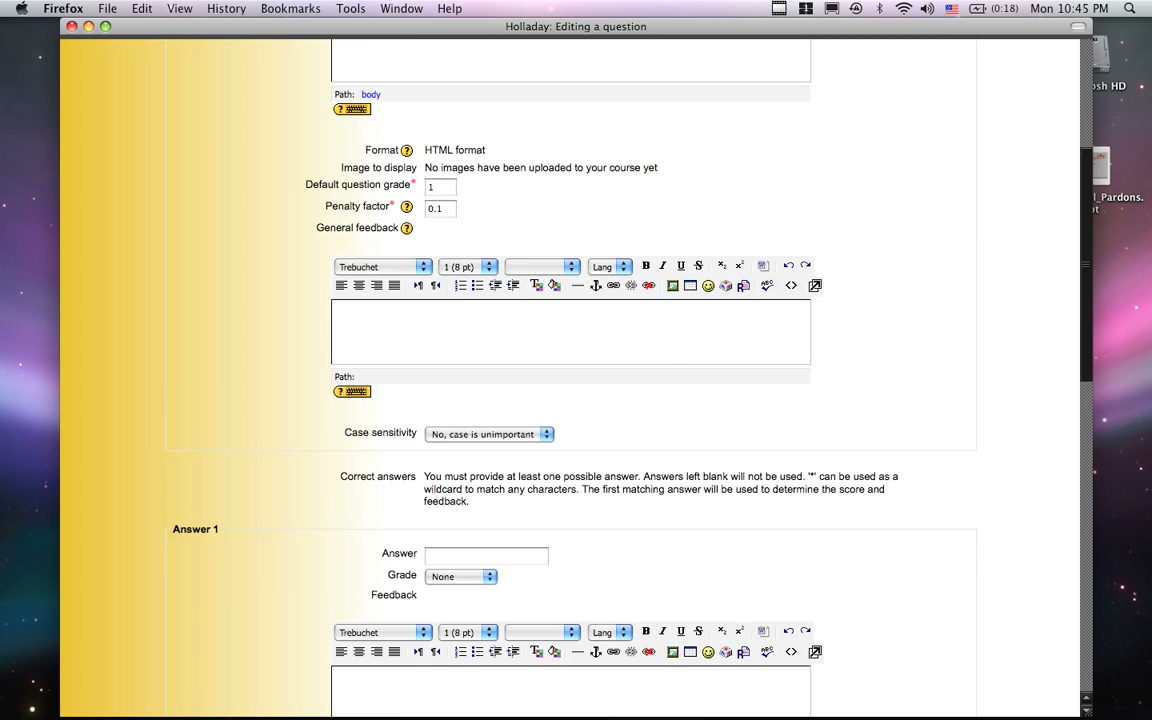 Firefox File Edit View History Bookmarks Tools Window Help (0:18) Mon 10:45 PM
Holladay: Editing a question
Path: body
?
Format ? HTML format
Image to display No images have been uploaded to your course yet
Default question grade* 1
Penalty factor* ? 0.1
General feedback ?
Trebuchet 1 (8 pt) Lang B I U S
Path:
?
Case sensitivity No, case is unimportant
Correct answers You must provide at least one possible answer. Answers left blank will not be used. '*' can be used as a
wildcard to match any characters. The first matching answer will be used to determine the score and
feedback.
Answer 1
Answer
Grade None
Feedback
Trebuchet 1 (8 pt) Lang B I U S
osh HD
l_Pardons.